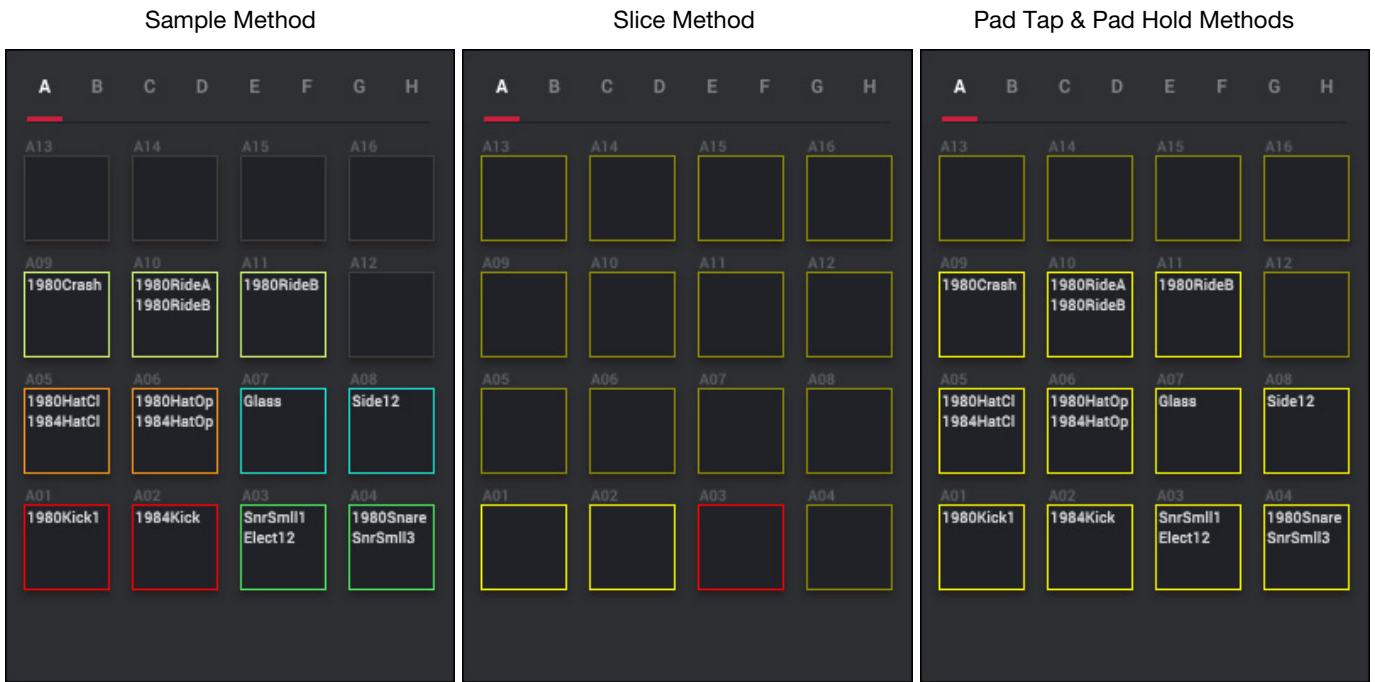 Sample Method
A B C D E F G H
A13 A14 A15 A16
A09 A10 A11 A12
1980Crash 1980RideA 1980RideB
1980RideB
A05 A06 A07 A08
1980HatCl 1980HatOp Glass Side12
1984HatCl 1984HatOp
A01 A02 A03 A04
1980Kick1 1984Kick SnrSmll1 1980Snare
Elect12 SnrSmll3
Slice Method
A B C D E F G H
A13 A14 A15 A16
A09 A10 A11 A12
A05 A06 A07 A08
A01 A02 A03 A04
Pad Tap & Pad Hold Methods
A B C D E F G H
A13 A14 A15 A16
A09 A10 A11 A12
1980Crash 1980RideA 1980RideB
1980RideB
A05 A06 A07 A08
1980HatCl 1980HatOp Glass Side12
1984HatCl 1984HatOp
A01 A02 A03 A04
1980Kick1 1984Kick SnrSmll1 1980Snare
Elect12 SnrSmll3